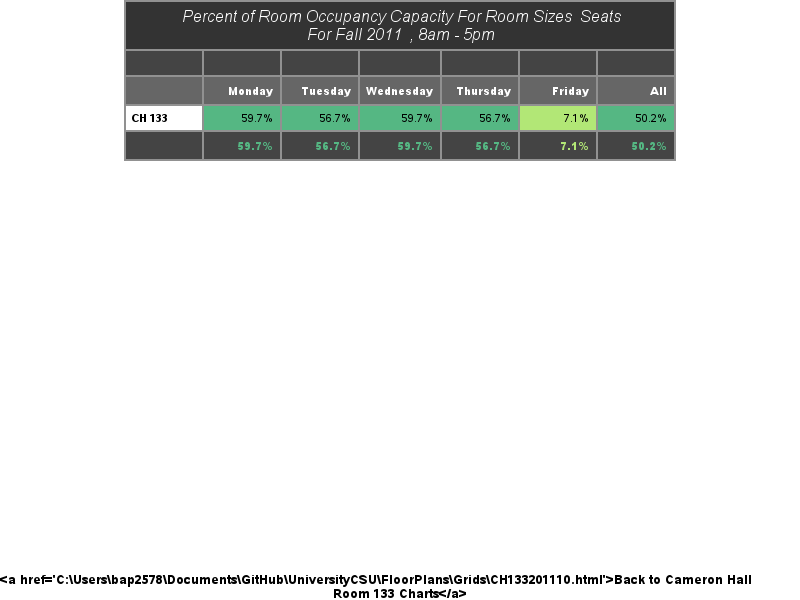 Percent of Room Occupancy Capacity For Room Sizes  Seats
For Fall 2011  , 8am - 5pm
Monday Tuesday Wednesday Thursday Friday All
CH 133 59.7% 56.7% 59.7% 56.7% 7.1% 50.2%
59.7% 56.7% 59.7% 56.7% 7.1% 50.2%
<a href='C:\Users\bap2578\Documents\GitHub\UniversityCSU\FloorPlans\Grids\CH133201110.html'>Back to Cameron Hall
Room 133 Charts</a>